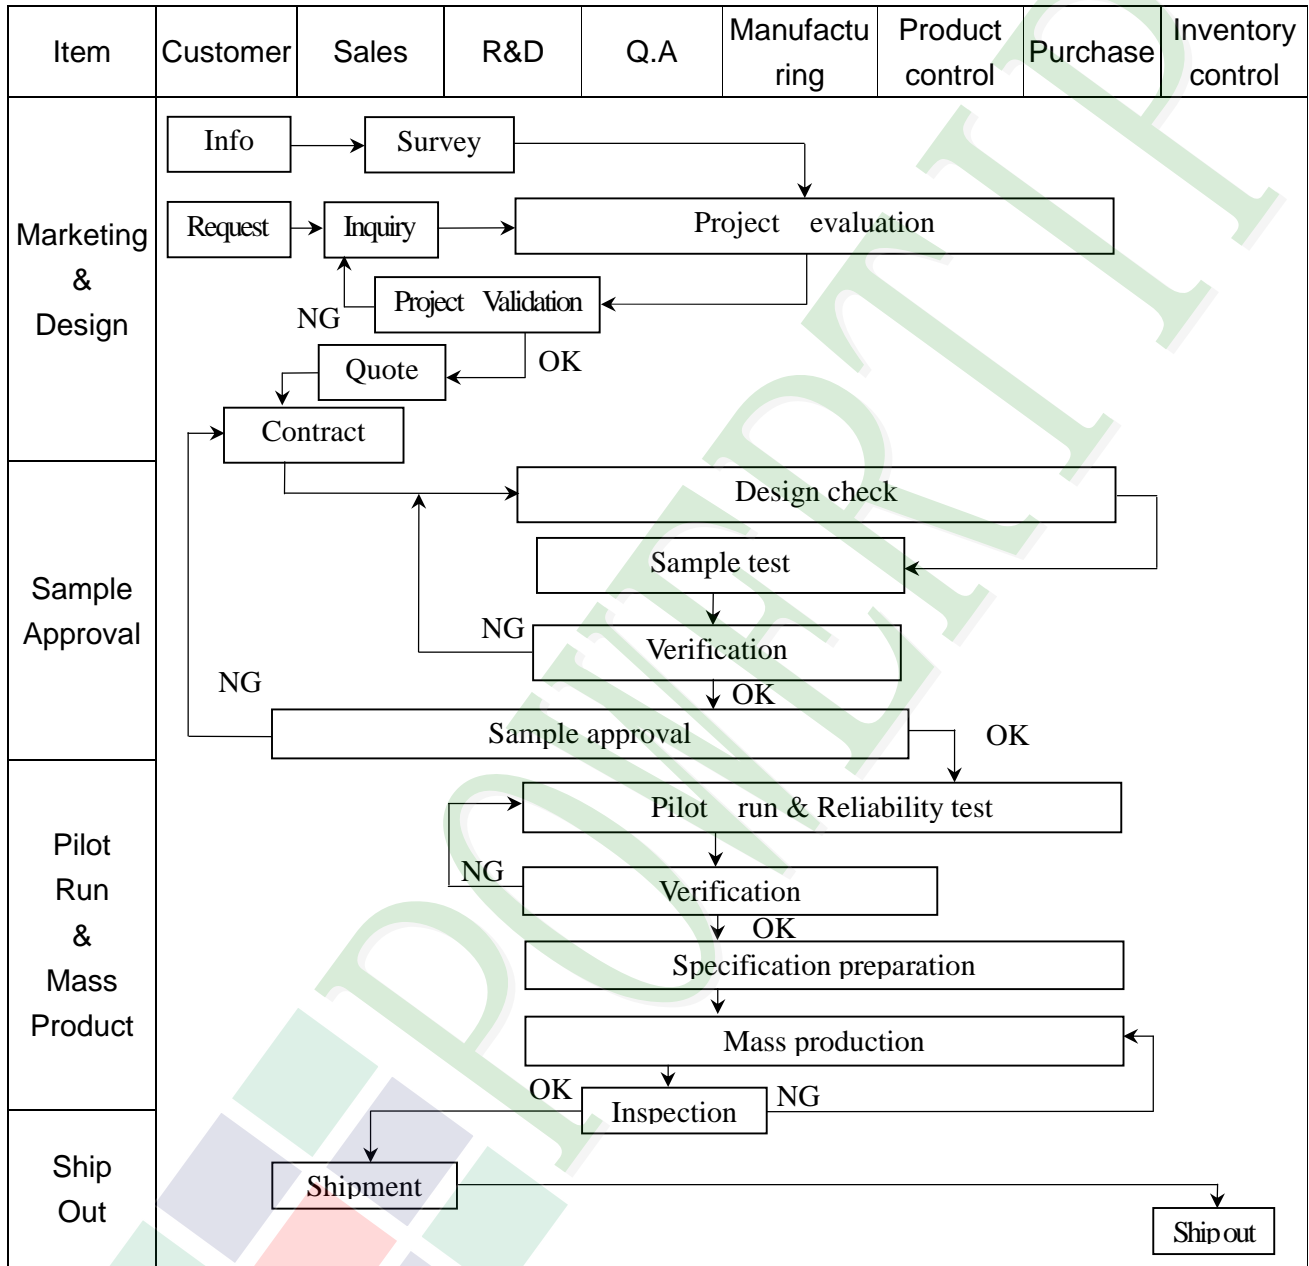 Item
Customer
Sales
R&D
Q.A
Manufactu
ring
Product
control
Purchase
Inventory
control
Marketing
&
Design
Info
Survey
Request
Inquiry
Project evaluation
Project Validation
NG
OK
Quote
Contract
Sample
Approval
Design check
Sample test
NG
Verification
OK
NG
Sample approval
OK
Pilot
Run
&
Mass
Product
Pilot run & Reliability test
NG
Verification
OK
Specification preparation
Mass production
OK
Inspection
NG
Ship
Out
Shipment
Ship out
POWERTIP